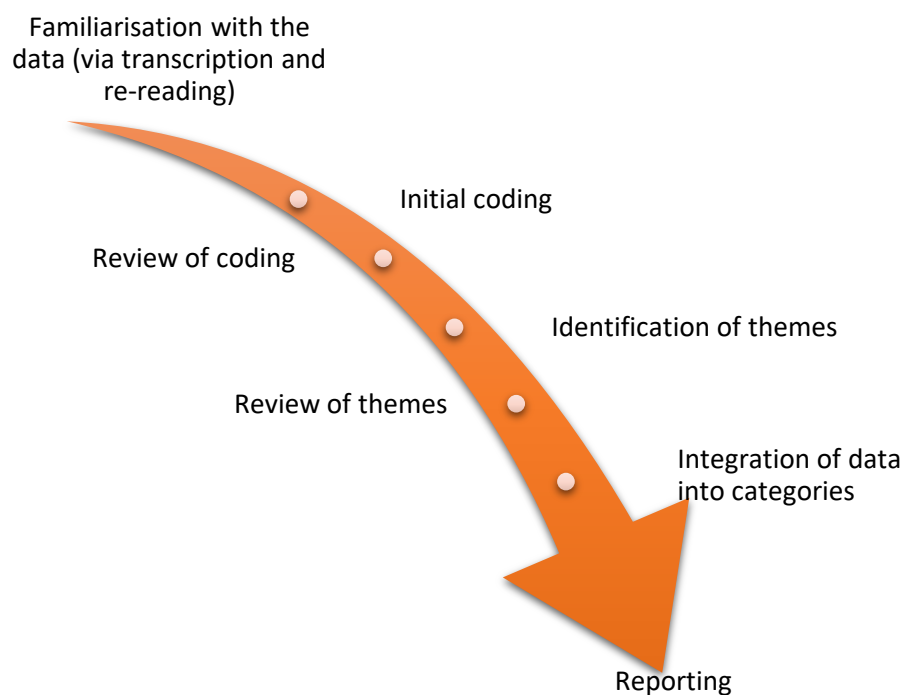 Familiarisation with the
data (via transcription and
re-reading)
Initial coding
Review of coding
Identification of themes
Review of themes
Integration of data
into categories
Reporting